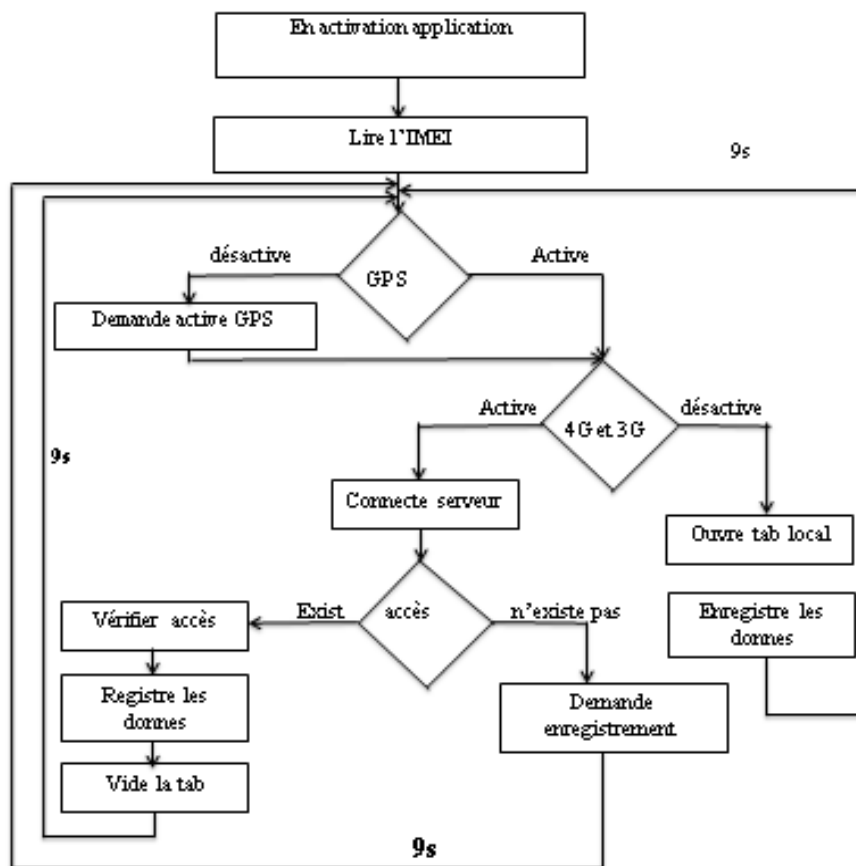 En activation application
Lire l'IMEI
9s
désactive
GPS
Active
Demande active GPS
Active
4G et 3G
désactive
9s
Connecte serveur
Ouvre tab local
Vérifier accès
Exist
accès
n'existe pas
Enregistre les
donnes
Registre les
donnes
Demande
enregistrement
Vide la tab
9s